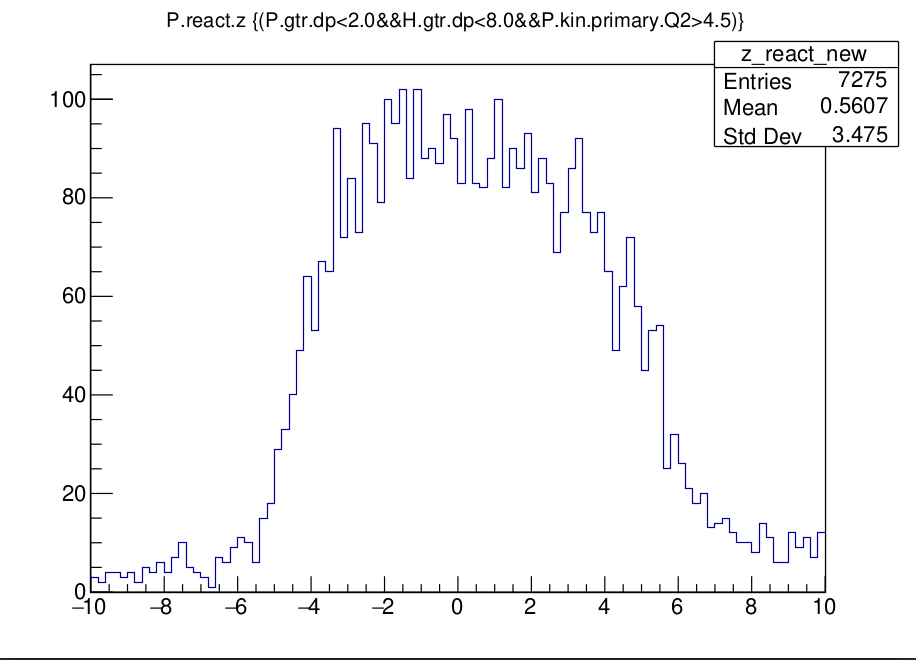 P.react.z {(P.gtr.dp<2.0&&H.gtr.dp<8.0&&P.kin.primary.Q2>4.5)}
z_react_new
Entries 7275
Mean 0.5607
Std Dev 3.475
100
80
60
40
20
0
−10 −8 −6 −4 −2 0 2 4 6 8 10